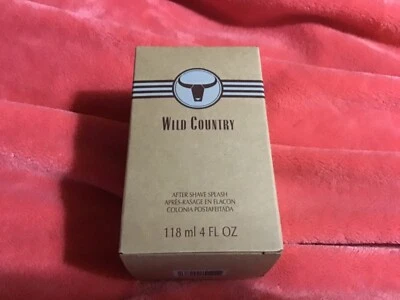 WILD COUNTRY
AFTER SHAVE SPLASH
APRÈS-RASAGE EN FLACON
COLONIA POSTAFEITADA
118 ml 4 FL OZ